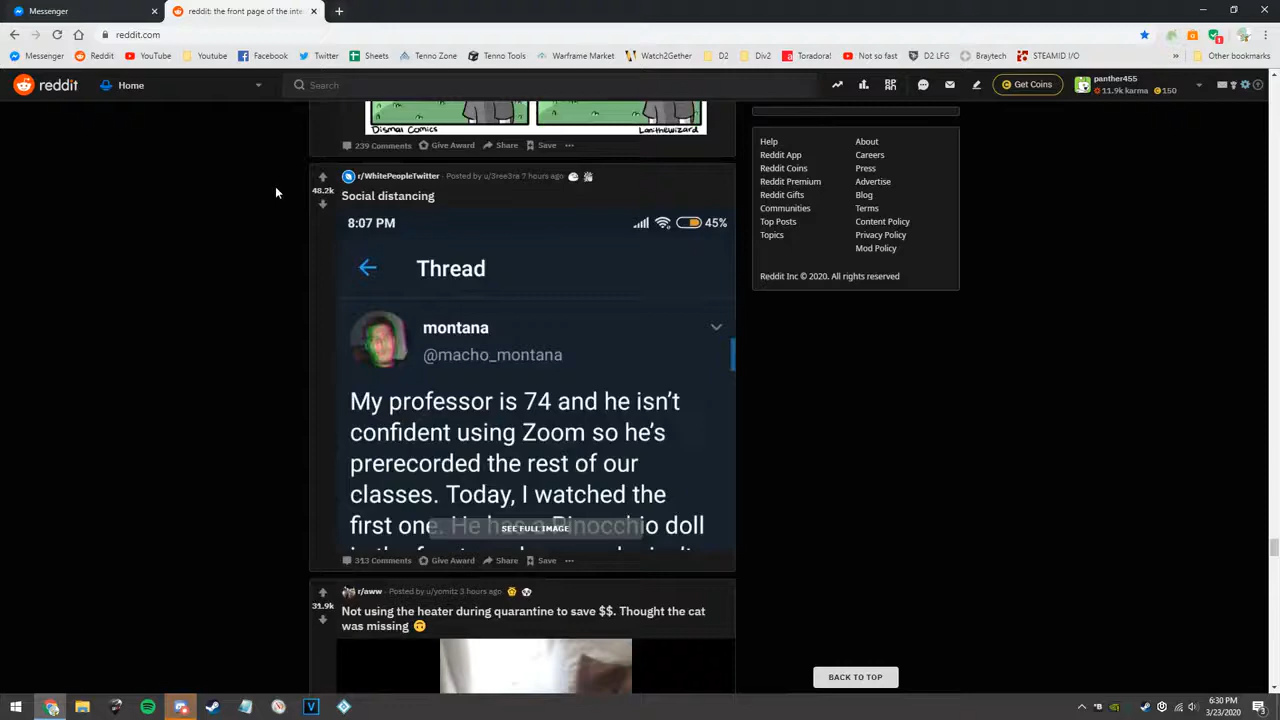 Messenger
reddit: the front page of the inte
reddit.com
Messenger Reddit YouTube Youtube Facebook Twitter Sheets Tenno Zone Tenno Tools Warframe Market Watch2Gether D2 Div2 Toradora! Not so fast D2 LFG Braytech STEAMID I/O » Other bookmarks
reddit Home Search Get Coins panther455
11.9k karma 150
Dismal Comics Lonithewizard
239 Comments Give Award Share Save ...
Help About
Reddit App Careers
Reddit Coins Press
Reddit Premium Advertise
Reddit Gifts Blog
Communities Terms
Top Posts Content Policy
Topics Privacy Policy
Mod Policy
Reddit Inc © 2020. All rights reserved
r/WhitePeopleTwitter · Posted by u/3ree3ra 7 hours ago
48.2k
Social distancing
8:07 PM 45%
Thread
montana
@macho_montana
My professor is 74 and he isn't
confident using Zoom so he's
prerecorded the rest of our
classes. Today, I watched the
first one. He has a Pinocchio doll
SEE FULL IMAGE
313 Comments Give Award Share Save ...
r/aww · Posted by u/yomitz 3 hours ago
31.9k
Not using the heater during quarantine to save $$. Thought the cat
was missing 🙃
BACK TO TOP
6:30 PM
3/23/2020